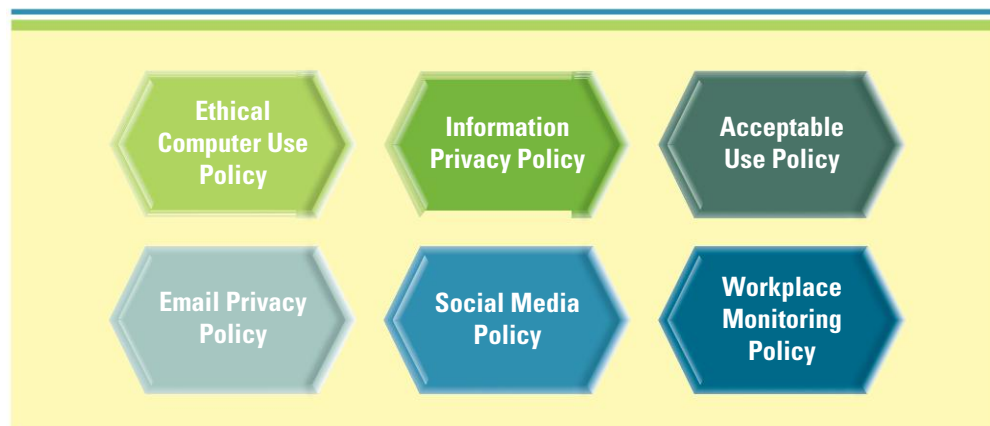 Ethical
Computer Use
Policy
Information
Privacy Policy
Acceptable
Use Policy
Email Privacy
Policy
Social Media
Policy
Workplace
Monitoring
Policy